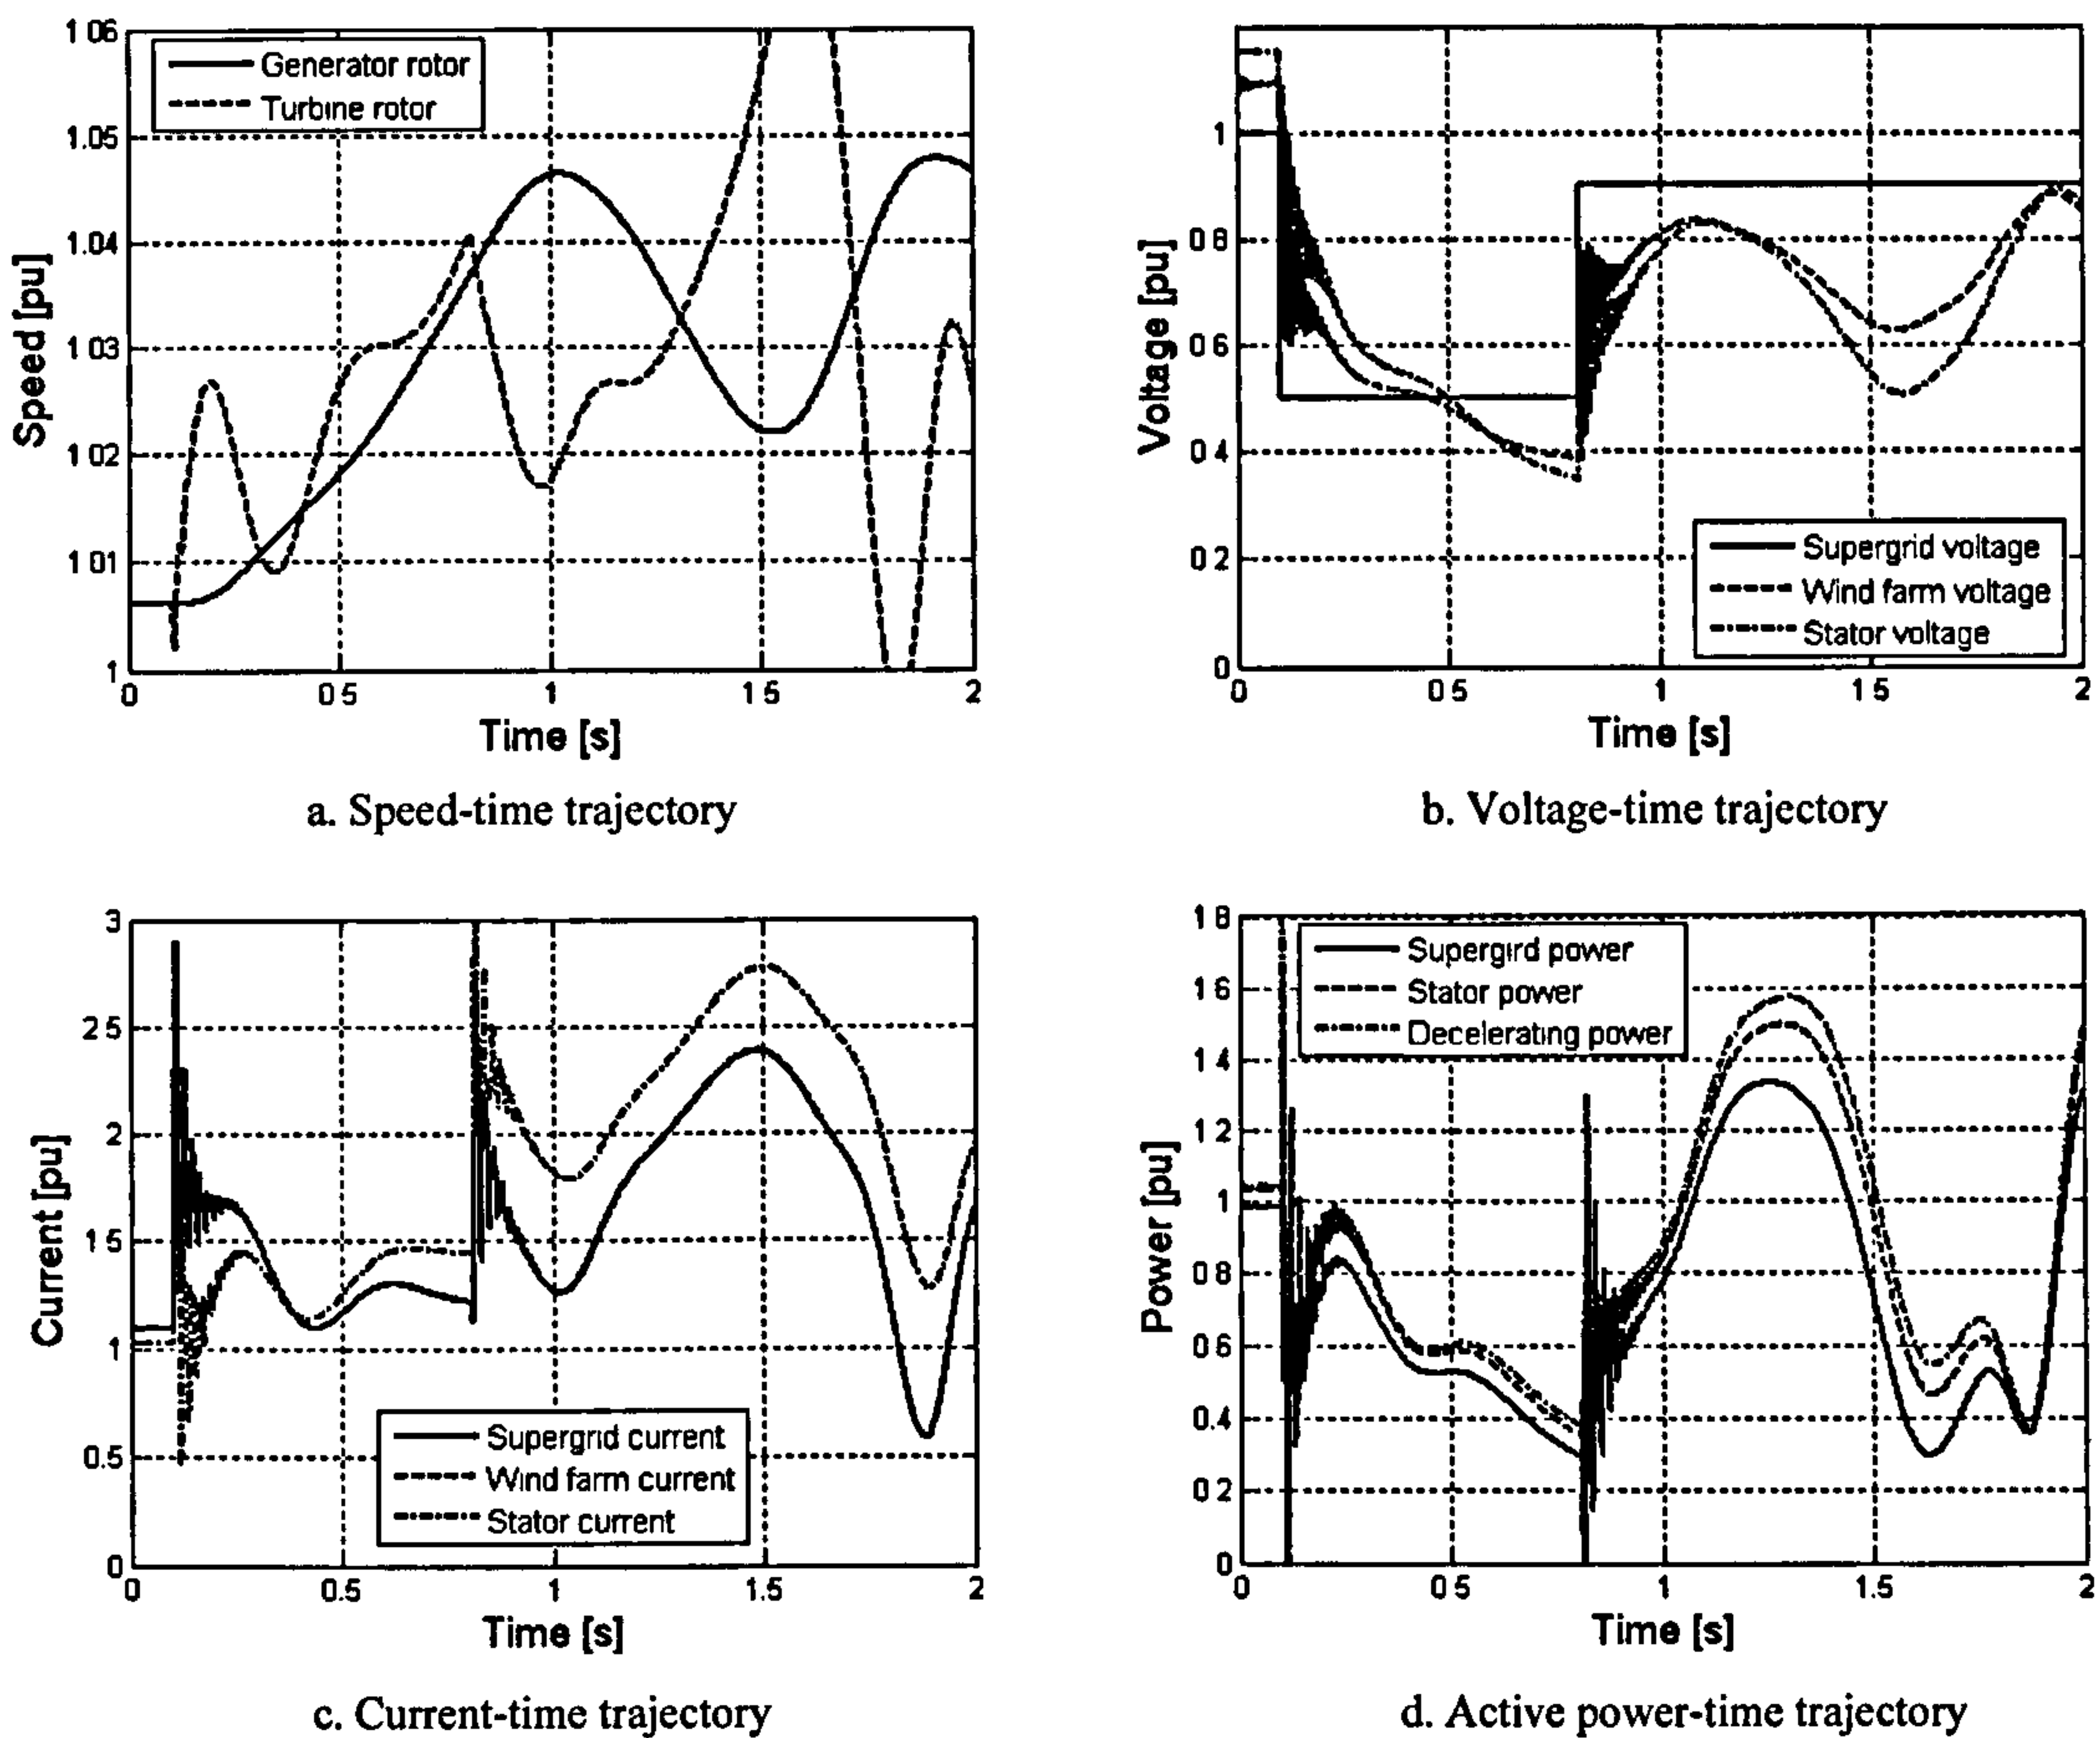 1 06
1.05
1.04
1.03
1 02
1 01
1
0
0 5
1
1 5
2
Speed [pu]
Time [s]
Generator rotor
Turbine rotor
a. Speed-time trajectory
1
0 8
0 6
0 4
0 2
0
0
0 5
1
1 5
2
Voltage [pu]
Time [s]
Supergrid voltage
Wind farm voltage
Stator voltage
b. Voltage-time trajectory
3
2 5
2
1 5
1
0.5
0
0
0.5
1
1.5
2
Current [pu]
Time [s]
Supergrid current
Wind farm current
Stator current
c. Current-time trajectory
1 8
1 6
1.4
1 2
1
0 8
0 6
0.4
0 2
0
0
0 5
1
1.5
2
Power [pu]
Time [s]
Supergird power
Stator power
Decelerating power
d. Active power-time trajectory